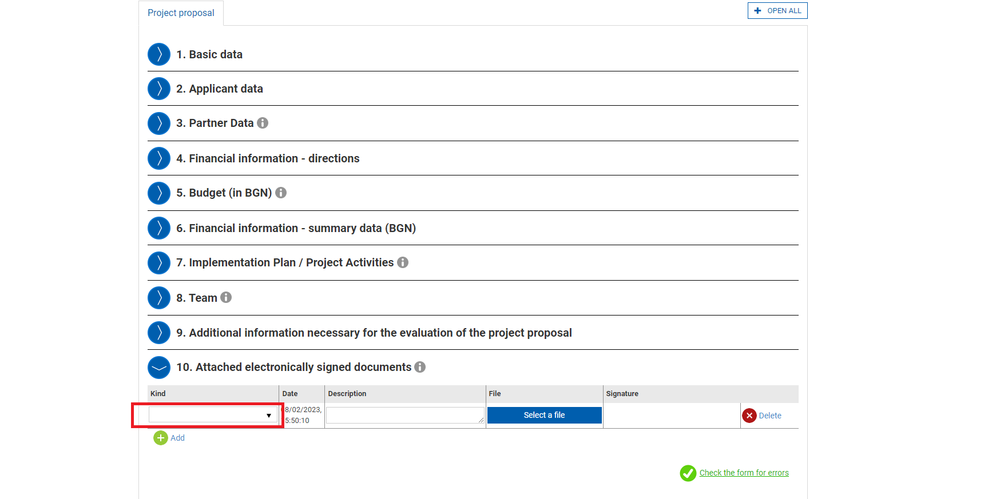 Project proposal
OPEN ALL
1. Basic data
2. Applicant data
3. Partner Data
4. Financial information - directions
5. Budget (in BGN)
6. Financial information - summary data (BGN)
7. Implementation Plan / Project Activities
8. Team
9. Additional information necessary for the evaluation of the project proposal
10. Attached electronically signed documents
Kind Date Description File Signature
8/02/2023,
5:50:10
Select a file
Delete
Add
Check the form for errors